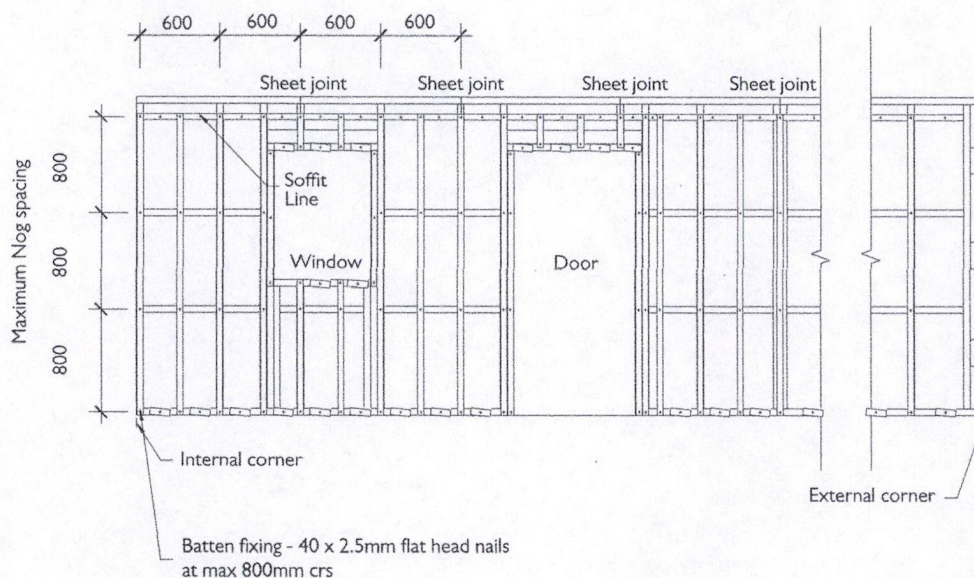 600 600 600 600
Sheet joint Sheet joint Sheet joint Sheet joint
Maximum Nog spacing
800
800
800
Soffit
Line
Window
Door
Internal corner
External corner
Batten fixing - 40 x 2.5mm flat head nails
at max 800mm crs